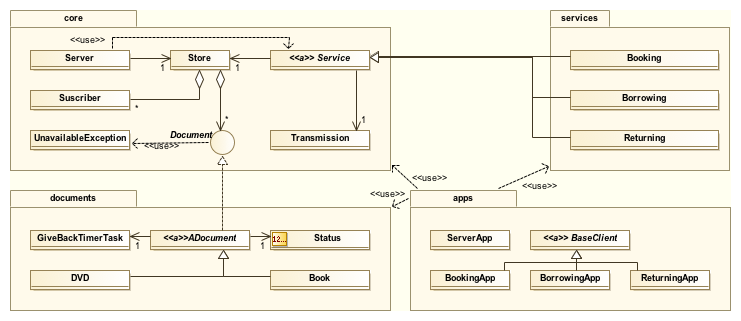 core
services
<<use>>
Server
Store
<<a>> Service
Booking
1
1
Suscriber
*
Borrowing
*
1
UnavailableException
Document
<<use>>
Transmission
Returning
<<use>>
<<use>>
<<use>>
documents
apps
GiveBackTimerTask
<<a>>ADocument
12...
Status
1
1
ServerApp
<<a>> BaseClient
DVD
Book
BookingApp
BorrowingApp
ReturningApp